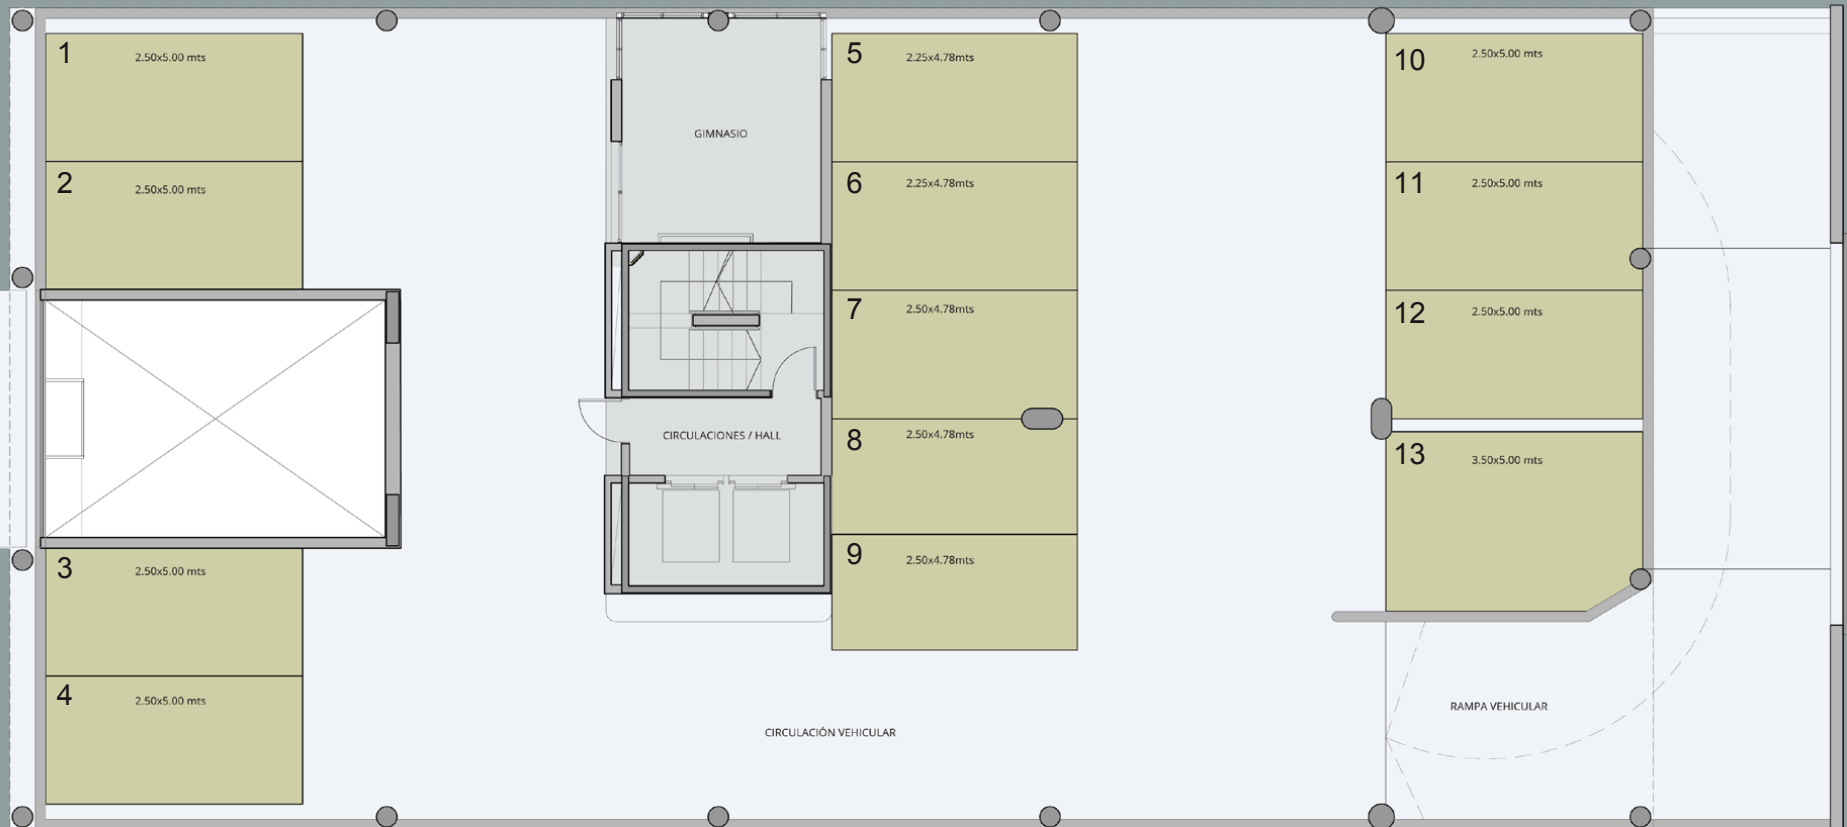 1
2.50x5.00 mts
2
2.50x5.00 mts
3
2.50x5.00 mts
4
2.50x5.00 mts
GIMNASIO
CIRCULACIONES / HALL
5
2.25x4.78mts
6
2.25x4.78mts
7
2.50x4.78mts
8
2.50x4.78mts
9
2.50x4.78mts
10
2.50x5.00 mts
11
2.50x5.00 mts
12
2.50x5.00 mts
13
3.50x5.00 mts
RAMPA VEHICULAR
CIRCULACIÓN VEHICULAR